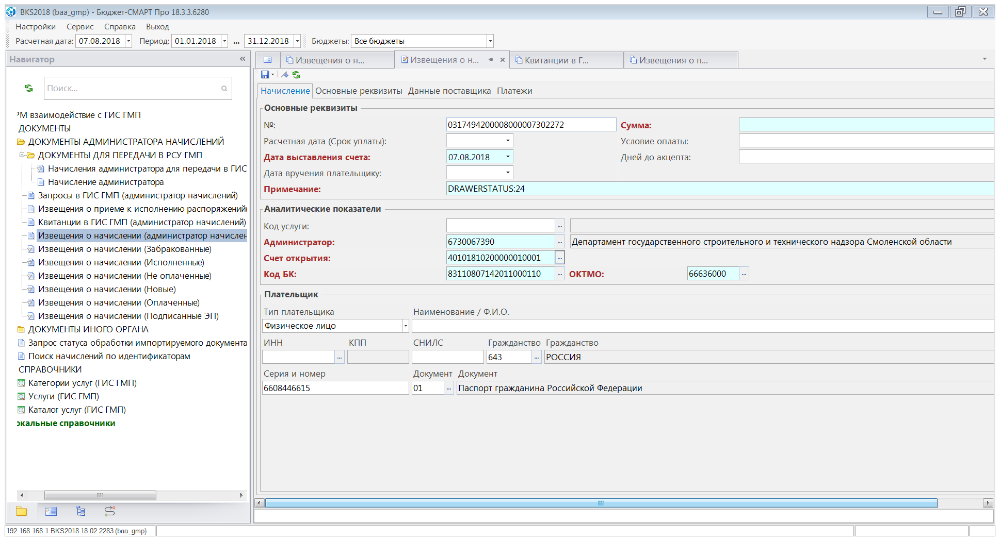 BKS2018 (baa_gmp) - Бюджет-СМАРТ Про 18.3.3.6280
Настройки Сервис Справка Выход
Расчетная дата: 07.08.2018 Период: 01.01.2018 ... 31.12.2018 Бюджеты: Все бюджеты
Навигатор «
Поиск...
РМ взаимодействие с ГИС ГМП
ДОКУМЕНТЫ
ДОКУМЕНТЫ АДМИНИСТРАТОРА НАЧИСЛЕНИЙ
ДОКУМЕНТЫ ДЛЯ ПЕРЕДАЧИ В РСУ ГМП
Начисления администратора для передачи в ГИС
Начисление администратора
Запросы в ГИС ГМП (администратор начислений)
Извещения о приеме к исполнению распоряжений
Квитанции в ГИС ГМП (администратор начислений)
Извещения о начислении (администратор начислен
Извещения о начислении (Забракованные)
Извещения о начислении (Исполненные)
Извещения о начислении (Не оплаченные)
Извещения о начислении (Новые)
Извещения о начислении (Оплаченные)
Извещения о начислении (Подписанные ЭП)
ДОКУМЕНТЫ ИНОГО ОРГАНА
Запрос статуса обработки импортируемого документа
Поиск начислений по идентификаторам
СПРАВОЧНИКИ
Категории услуг (ГИС ГМП)
Услуги (ГИС ГМП)
Каталог услуг (ГИС ГМП)
окальные справочники
Извещения о н... Извещения о н... Квитанции в Г... Извещения о п...
Начисление Основные реквизиты Данные поставщика Платежи
Основные реквизиты
№: 0317494200008000007302272 Сумма:
Расчетная дата (Срок уплаты): Условие оплаты:
Дата выставления счета: 07.08.2018 Дней до акцепта:
Дата вручения плательщику:
Примечание: DRAWERSTATUS:24
Аналитические показатели
Код услуги: ...
Администратор: 6730067390 ... Департамент государственного строительного и технического надзора Смоленской области
Счет открытия: 40101810200000010001 ...
Код БК: 83110807142011000110 ... ОКТМО: 66636000 ...
Плательщик
Тип плательщика Наименование / Ф.И.О.
Физическое лицо
ИНН КПП СНИЛС Гражданство Гражданство
... 643 ... РОССИЯ
Серия и номер Документ Документ
6608446615 01 ... Паспорт гражданина Российской Федерации
192.168.168.1.BKS2018 18.02.2283 (baa_gmp)